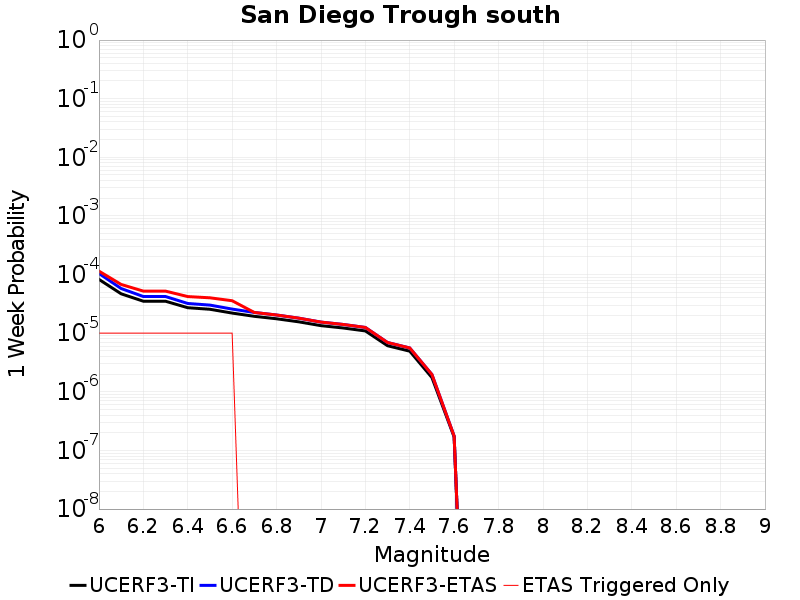 San Diego Trough south
1 Week Probability
10^0
10^-1
10^-2
10^-3
10^-4
10^-5
10^-6
10^-7
10^-8
6 6.2 6.4 6.6 6.8 7 7.2 7.4 7.6 7.8 8 8.2 8.4 8.6 8.8 9
Magnitude
UCERF3-TI UCERF3-TD UCERF3-ETAS ETAS Triggered Only